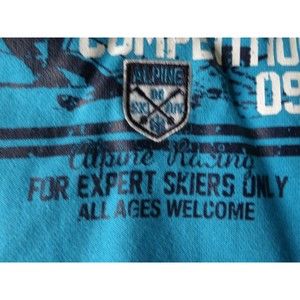 COMPETITIO
09
ALPINE
Alpine Racing
FOR EXPERT SKIERS ONLY
ALL AGES WELCOME